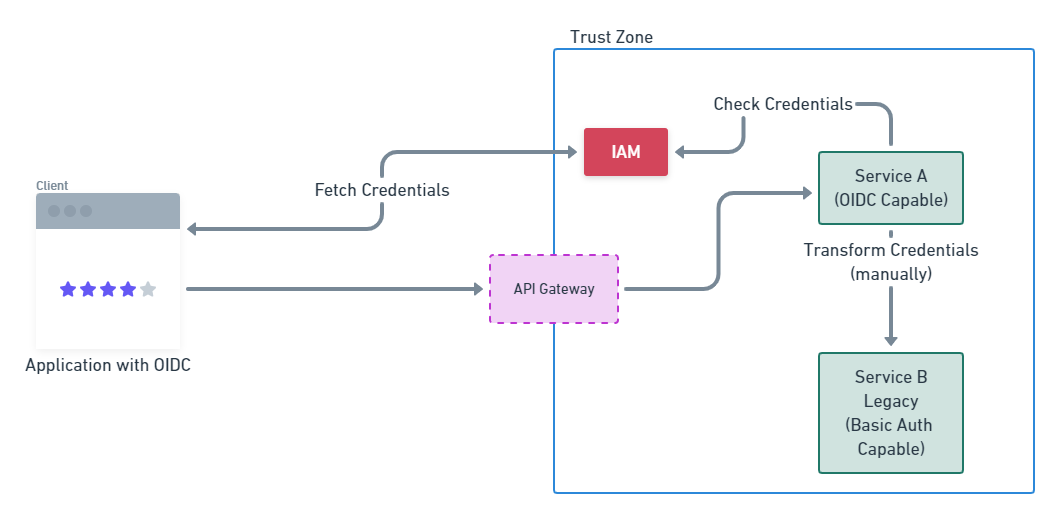 Trust Zone
Check Credentials
IAM
Service A
(OIDC Capable)
Client
Fetch Credentials
Transform Credentials
(manually)
API Gateway
Application with OIDC
Service B
Legacy
(Basic Auth
Capable)